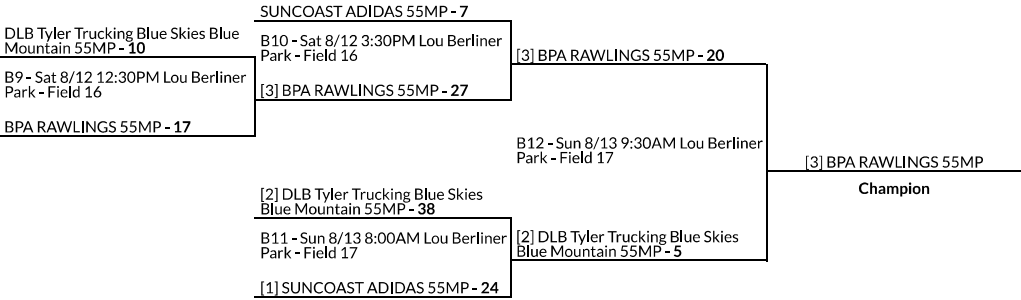 SUNCOAST ADIDAS 55MP - 7
DLB Tyler Trucking Blue Skies Blue
Mountain 55MP - 10
B10 - Sat 8/12 3:30PM Lou Berliner
Park - Field 16
[3] BPA RAWLINGS 55MP - 20
B9 - Sat 8/12 12:30PM Lou Berliner
Park - Field 16
[3] BPA RAWLINGS 55MP - 27
BPA RAWLINGS 55MP - 17
B12 - Sun 8/13 9:30AM Lou Berliner
Park - Field 17
[3] BPA RAWLINGS 55MP
Champion
[2] DLB Tyler Trucking Blue Skies
Blue Mountain 55MP - 38
B11 - Sun 8/13 8:00AM Lou Berliner
Park - Field 17
[2] DLB Tyler Trucking Blue Skies
Blue Mountain 55MP - 5
[1] SUNCOAST ADIDAS 55MP - 24